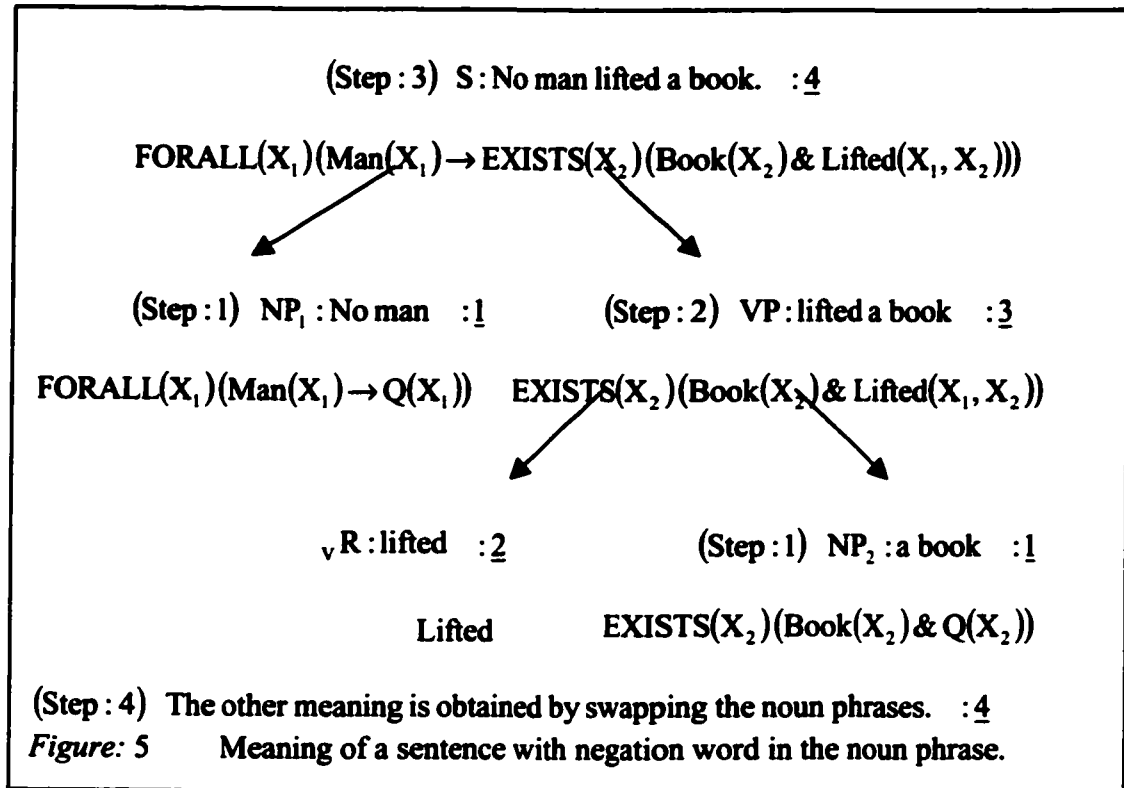 (Step : 3) S : No man lifted a book. : 4
FORALL(X₁)(Man(X₁) → EXISTS(X₂)(Book(X₂) & Lifted(X₁, X₂)))
(Step : 1) NP₁ : No man : 1 (Step : 2) VP : lifted a book : 3
FORALL(X₁)(Man(X₁) → Q(X₁)) EXISTS(X₂)(Book(X₂) & Lifted(X₁, X₂))
ᵥR : lifted : 2 (Step : 1) NP₂ : a book : 1
Lifted EXISTS(X₂)(Book(X₂) & Q(X₂))
(Step : 4) The other meaning is obtained by swapping the noun phrases. : 4
Figure: 5 Meaning of a sentence with negation word in the noun phrase.